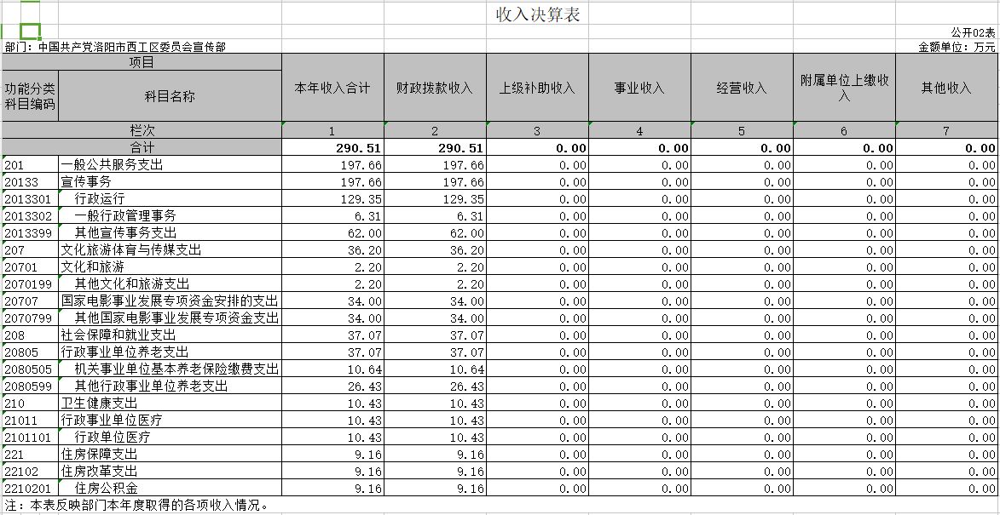 收入决算表
公开02表
部门：中国共产党洛阳市西工区委员会宣传部 金额单位：万元
项目 本年收入合计 财政拨款收入 上级补助收入 事业收入 经营收入 附属单位上缴收入 其他收入
功能分类科目编码 科目名称
栏次 1 2 3 4 5 6 7
合计 290.51 290.51 0.00 0.00 0.00 0.00 0.00
201 一般公共服务支出 197.66 197.66 0.00 0.00 0.00 0.00 0.00
20133 宣传事务 197.66 197.66 0.00 0.00 0.00 0.00 0.00
2013301 行政运行 129.35 129.35 0.00 0.00 0.00 0.00 0.00
2013302 一般行政管理事务 6.31 6.31 0.00 0.00 0.00 0.00 0.00
2013399 其他宣传事务支出 62.00 62.00 0.00 0.00 0.00 0.00 0.00
207 文化旅游体育与传媒支出 36.20 36.20 0.00 0.00 0.00 0.00 0.00
20701 文化和旅游 2.20 2.20 0.00 0.00 0.00 0.00 0.00
2070199 其他文化和旅游支出 2.20 2.20 0.00 0.00 0.00 0.00 0.00
20707 国家电影事业发展专项资金安排的支出 34.00 34.00 0.00 0.00 0.00 0.00 0.00
2070799 其他国家电影事业发展专项资金支出 34.00 34.00 0.00 0.00 0.00 0.00 0.00
208 社会保障和就业支出 37.07 37.07 0.00 0.00 0.00 0.00 0.00
20805 行政事业单位养老支出 37.07 37.07 0.00 0.00 0.00 0.00 0.00
2080505 机关事业单位基本养老保险缴费支出 10.64 10.64 0.00 0.00 0.00 0.00 0.00
2080599 其他行政事业单位养老支出 26.43 26.43 0.00 0.00 0.00 0.00 0.00
210 卫生健康支出 10.43 10.43 0.00 0.00 0.00 0.00 0.00
21011 行政事业单位医疗 10.43 10.43 0.00 0.00 0.00 0.00 0.00
2101101 行政单位医疗 10.43 10.43 0.00 0.00 0.00 0.00 0.00
221 住房保障支出 9.16 9.16 0.00 0.00 0.00 0.00 0.00
22102 住房改革支出 9.16 9.16 0.00 0.00 0.00 0.00 0.00
2210201 住房公积金 9.16 9.16 0.00 0.00 0.00 0.00 0.00
注：本表反映部门本年度取得的各项收入情况。